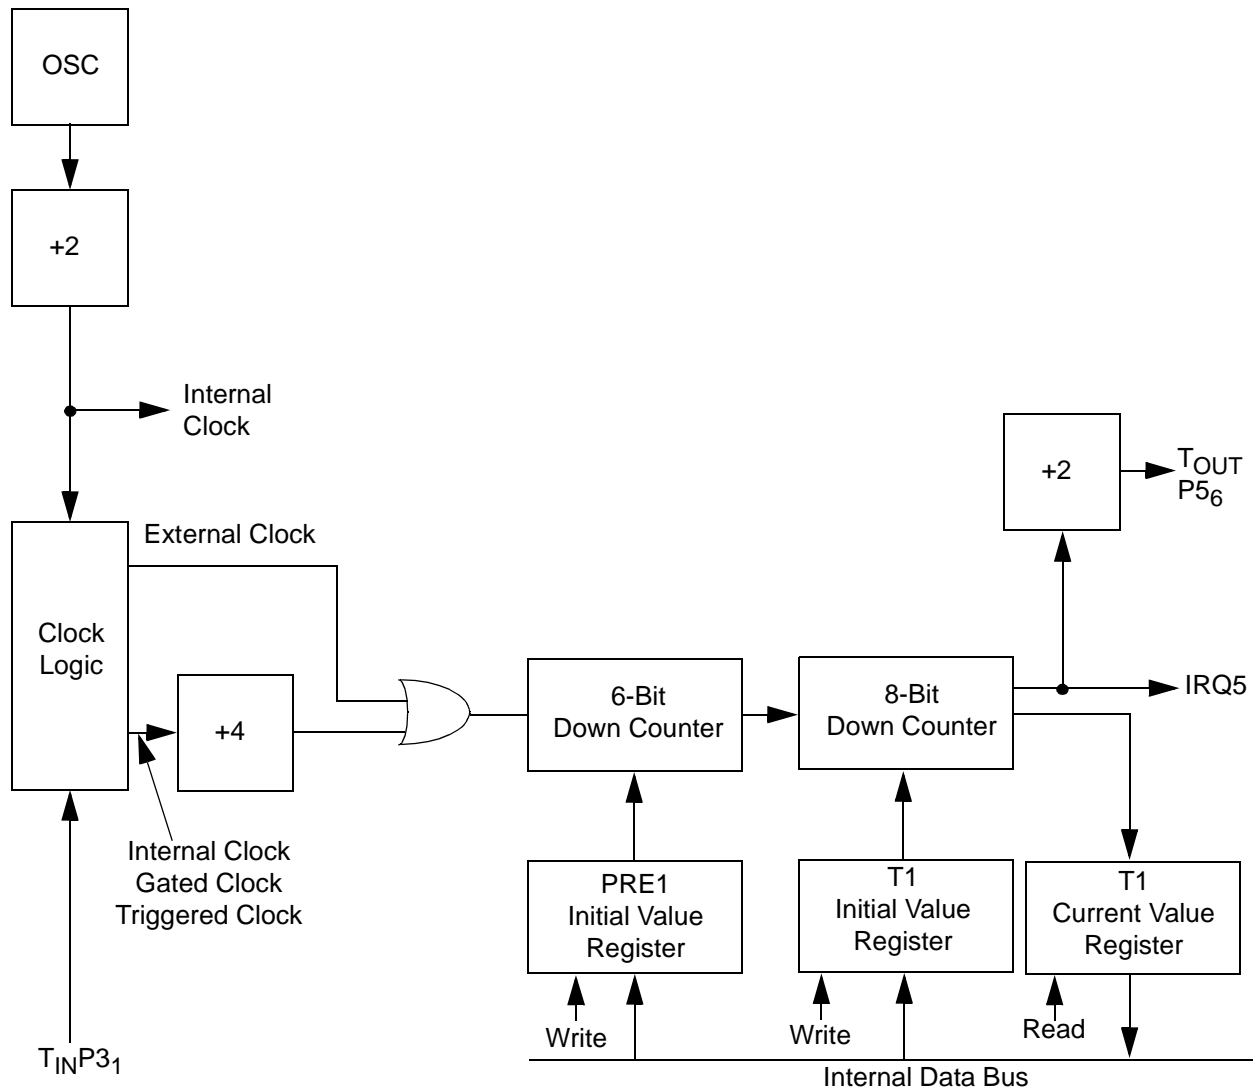 OSC
+2
Internal
Clock
+2
TOUT
P56
External Clock
Clock
Logic
+4
6-Bit
Down Counter
8-Bit
Down Counter
IRQ5
Internal Clock
Gated Clock
Triggered Clock
PRE1
Initial Value
Register
T1
Initial Value
Register
T1
Current Value
Register
Write
Write
Read
TINP31
Internal Data Bus